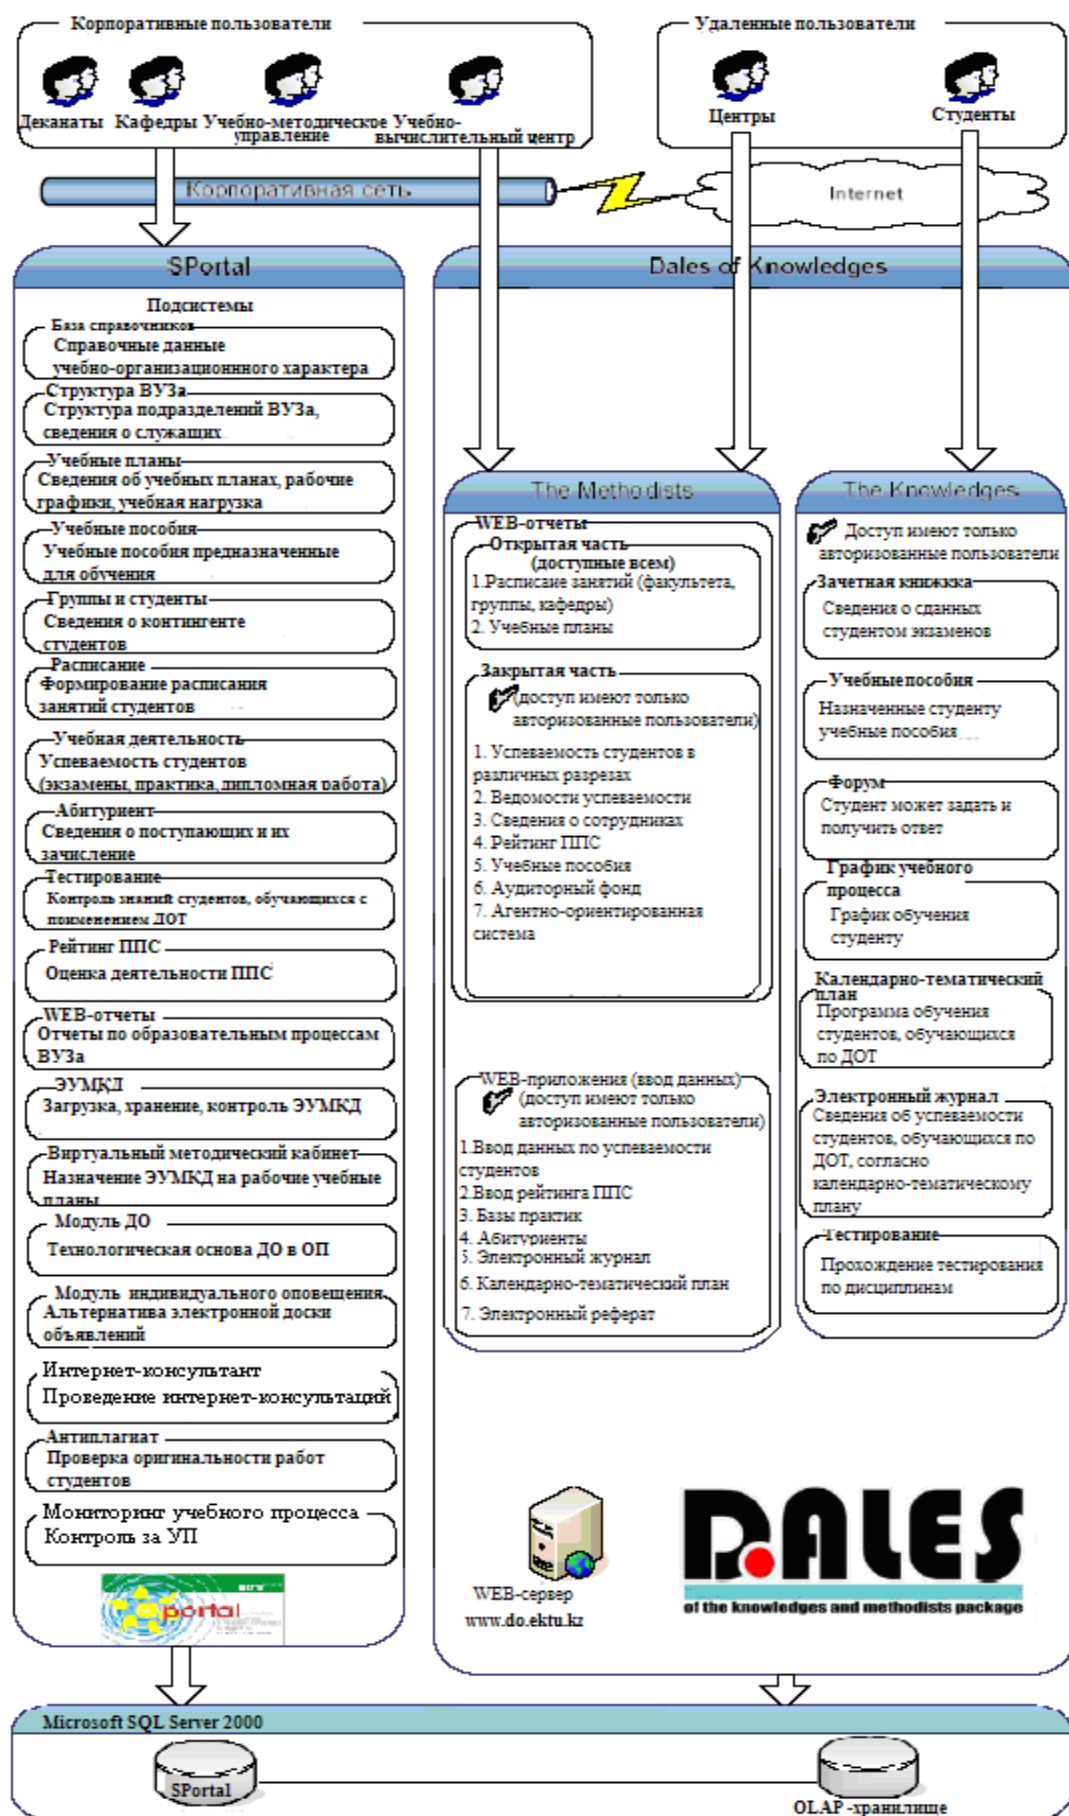 Корпоративные пользователи
Деканаты
Кафедры
Учебно-методическое
управление
Учебно-
вычислительный центр
Удаленные пользователи
Центры
Студенты
Корпоративная сеть
Internet
SPortal
Подсистемы
База справочников
Справочные данные
учебно-организационнного характера
Структура ВУЗа
Структура подразделений ВУЗа,
сведения о служащих
Учебные планы
Сведения об учебных планах, рабочие
графики, учебная нагрузка
Учебные пособия
Учебные пособия предназначенные
для обучения
Группы и студенты
Сведения о контингенте
студентов
Расписание
Формирование расписания
занятий студентов
Учебная деятельность
Успеваемость студентов
(экзамены, практика, дипломная работа)
Абитуриент
Сведения о поступающих и их
зачисление
Тестирование
Контроль знаний студентов, обучающихся с
применением ДОТ
Рейтинг ППС
Оценка деятельности ППС
WEB-отчеты
Отчеты по образовательным процессам
ВУЗа
ЭУМКД
Загрузка, хранение, контроль ЭУМКД
Виртуальный методический кабинет
Назначение ЭУМКД на рабочие учебные
планы
Модуль ДО
Технологическая основа ДО в ОП
Модуль индивидуального оповещения
Альтернатива электронной доски
объявлений
Интернет-консультант
Проведение интернет-консультаций
Антиплагиат
Проверка оригинальности работ
студентов
Мониторинг учебного процесса
Контроль за УП
portal
Dales of Knowledges
The Methodists
WEB-отчеты
Открытая часть
(доступные всем)
1.Расписаие занятий (факультета,
группы, кафедры)
2. Учебные планы
Закрытая часть
(доступ имеют только
авторизованные пользователи)
1. Успеваемость студентов в
различных разрезах
2. Ведомости успеваемости
3. Сведения о сотрудниках
4. Рейтинг ППС
5. Учебные пособия
6. Аудиторный фонд
7. Агентно-ориентированная
система
WEB-приложения (ввод данных)
(доступ имеют только
авторизованные пользователи)
1.Ввод данных по успеваемости
студентов
2.Ввод рейтинга ППС
3. Базы практик
4. Абитуриенты
5. Электронный журнал
6. Календарно-тематический план
7. Электронный реферат
The Knowledges
Доступ имеют только
авторизованные пользователи
Зачетная книжкка
Сведения о сданных
студентом экзаменов
Учебные пособия
Назначенные студенту
учебные пособия
Форум
Студент может задать и
получить ответ
График учебного
процесса
График обучения
студенту
Календарно-тематический
план
Программа обучения
студентов, обучающихся
по ДОТ
Электронный журнал
Сведения об успеваемости
студентов, обучающихся по
ДОТ, согласно
календарно-тематическому
плану
Тестирование
Прохождение тестирования
по дисциплинам
WEB-сервер
www.do.ektu.kz
D.ALES
of the knowledges and methodists package
Microsoft SQL Server 2000
SPortal
OLAP -хранилище